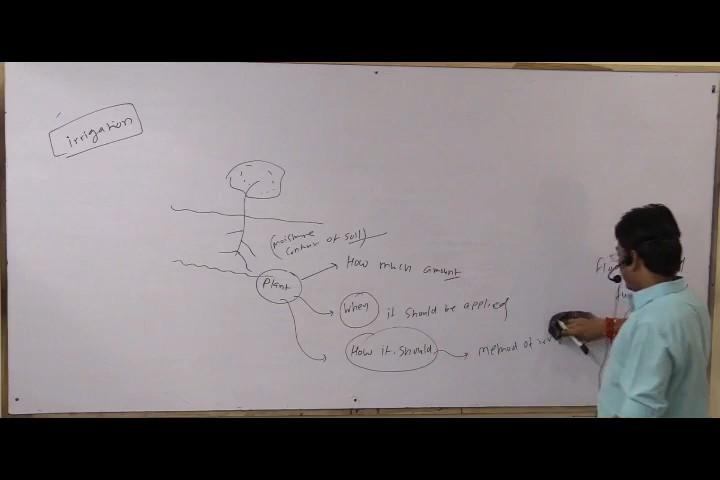 irrigation
(moisture
content of soil)
Plant
How much amount
When it should be applied
How it should
method of